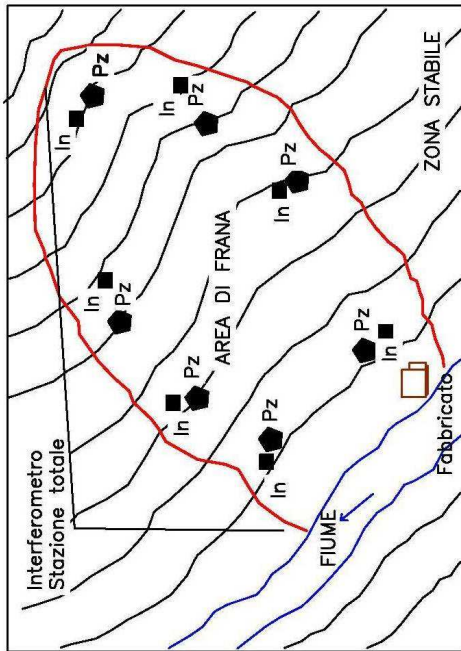 Interferometro
Stazione totale
In
Pz
In
Pz
In
Pz
In
Pz
In
Pz
In
Pz
In
Pz
AREA DI FRANA
ZONA STABILE
FIUME
Fabbricato